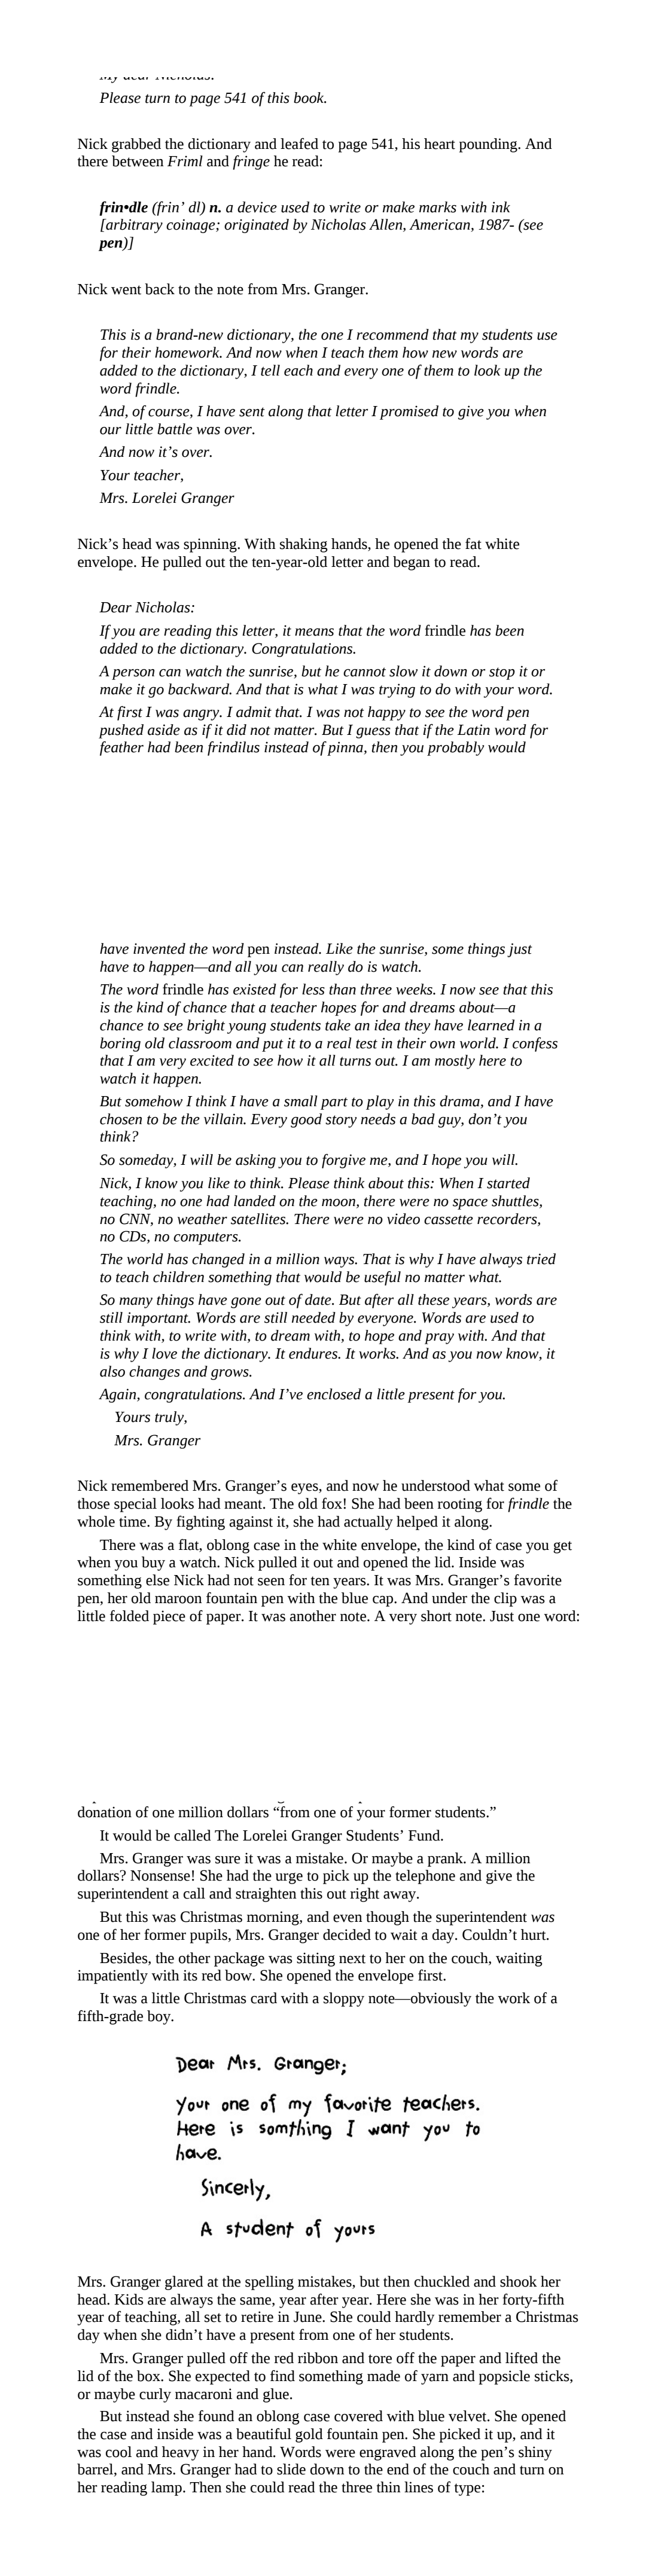 My dear Nicholas:
Please turn to page 541 of this book.
Nick grabbed the dictionary and leafed to page 541, his heart pounding. And
there between Friml and fringe he read:
frin•dle (frin’ dl) n. a device used to write or make marks with ink
[arbitrary coinage; originated by Nicholas Allen, American, 1987- (see
pen)]
Nick went back to the note from Mrs. Granger.
This is a brand-new dictionary, the one I recommend that my students use
for their homework. And now when I teach them how new words are
added to the dictionary, I tell each and every one of them to look up the
word frindle.
And, of course, I have sent along that letter I promised to give you when
our little battle was over.
And now it’s over.
Your teacher,
Mrs. Lorelei Granger
Nick’s head was spinning. With shaking hands, he opened the fat white
envelope. He pulled out the ten-year-old letter and began to read.
Dear Nicholas:
If you are reading this letter, it means that the word frindle has been
added to the dictionary. Congratulations.
A person can watch the sunrise, but he cannot slow it down or stop it or
make it go backward. And that is what I was trying to do with your word.
At first I was angry. I admit that. I was not happy to see the word pen
pushed aside as if it did not matter. But I guess that if the Latin word for
feather had been frindilus instead of pinna, then you probably would
have invented the word pen instead. Like the sunrise, some things just
have to happen—and all you can really do is watch.
The word frindle has existed for less than three weeks. I now see that this
is the kind of chance that a teacher hopes for and dreams about—a
chance to see bright young students take an idea they have learned in a
boring old classroom and put it to a real test in their own world. I confess
that I am very excited to see how it all turns out. I am mostly here to
watch it happen.
But somehow I think I have a small part to play in this drama, and I have
chosen to be the villain. Every good story needs a bad guy, don’t you
think?
So someday, I will be asking you to forgive me, and I hope you will.
Nick, I know you like to think. Please think about this: When I started
teaching, no one had landed on the moon, there were no space shuttles,
no CNN, no weather satellites. There were no video cassette recorders,
no CDs, no computers.
The world has changed in a million ways. That is why I have always tried
to teach children something that would be useful no matter what.
So many things have gone out of date. But after all these years, words are
still important. Words are still needed by everyone. Words are used to
think with, to write with, to dream with, to hope and pray with. And that
is why I love the dictionary. It endures. It works. And as you now know, it
also changes and grows.
Again, congratulations. And I’ve enclosed a little present for you.
Yours truly,
Mrs. Granger
Nick remembered Mrs. Granger’s eyes, and now he understood what some of
those special looks had meant. The old fox! She had been rooting for frindle the
whole time. By fighting against it, she had actually helped it along.
There was a flat, oblong case in the white envelope, the kind of case you get
when you buy a watch. Nick pulled it out and opened the lid. Inside was
something else Nick had not seen for ten years. It was Mrs. Granger’s favorite
pen, her old maroon fountain pen with the blue cap. And under the clip was a
little folded piece of paper. It was another note. A very short note. Just one word:
donation of one million dollars “from one of your former students.”
It would be called The Lorelei Granger Students’ Fund.
Mrs. Granger was sure it was a mistake. Or maybe a prank. A million
dollars? Nonsense! She had the urge to pick up the telephone and give the
superintendent a call and straighten this out right away.
But this was Christmas morning, and even though the superintendent was
one of her former pupils, Mrs. Granger decided to wait a day. Couldn’t hurt.
Besides, the other package was sitting next to her on the couch, waiting
impatiently with its red bow. She opened the envelope first.
It was a little Christmas card with a sloppy note—obviously the work of a
fifth-grade boy.
Dear Mrs. Granger;
Your one of my favorite teachers.
Here is somthing I want you to
have.
Sincerly,
A student of yours
Mrs. Granger glared at the spelling mistakes, but then chuckled and shook her
head. Kids are always the same, year after year. Here she was in her forty-fifth
year of teaching, all set to retire in June. She could hardly remember a Christmas
day when she didn’t have a present from one of her students.
Mrs. Granger pulled off the red ribbon and tore off the paper and lifted the
lid of the box. She expected to find something made of yarn and popsicle sticks,
or maybe curly macaroni and glue.
But instead she found an oblong case covered with blue velvet. She opened
the case and inside was a beautiful gold fountain pen. She picked it up, and it
was cool and heavy in her hand. Words were engraved along the pen’s shiny
barrel, and Mrs. Granger had to slide down to the end of the couch and turn on
her reading lamp. Then she could read the three thin lines of type: